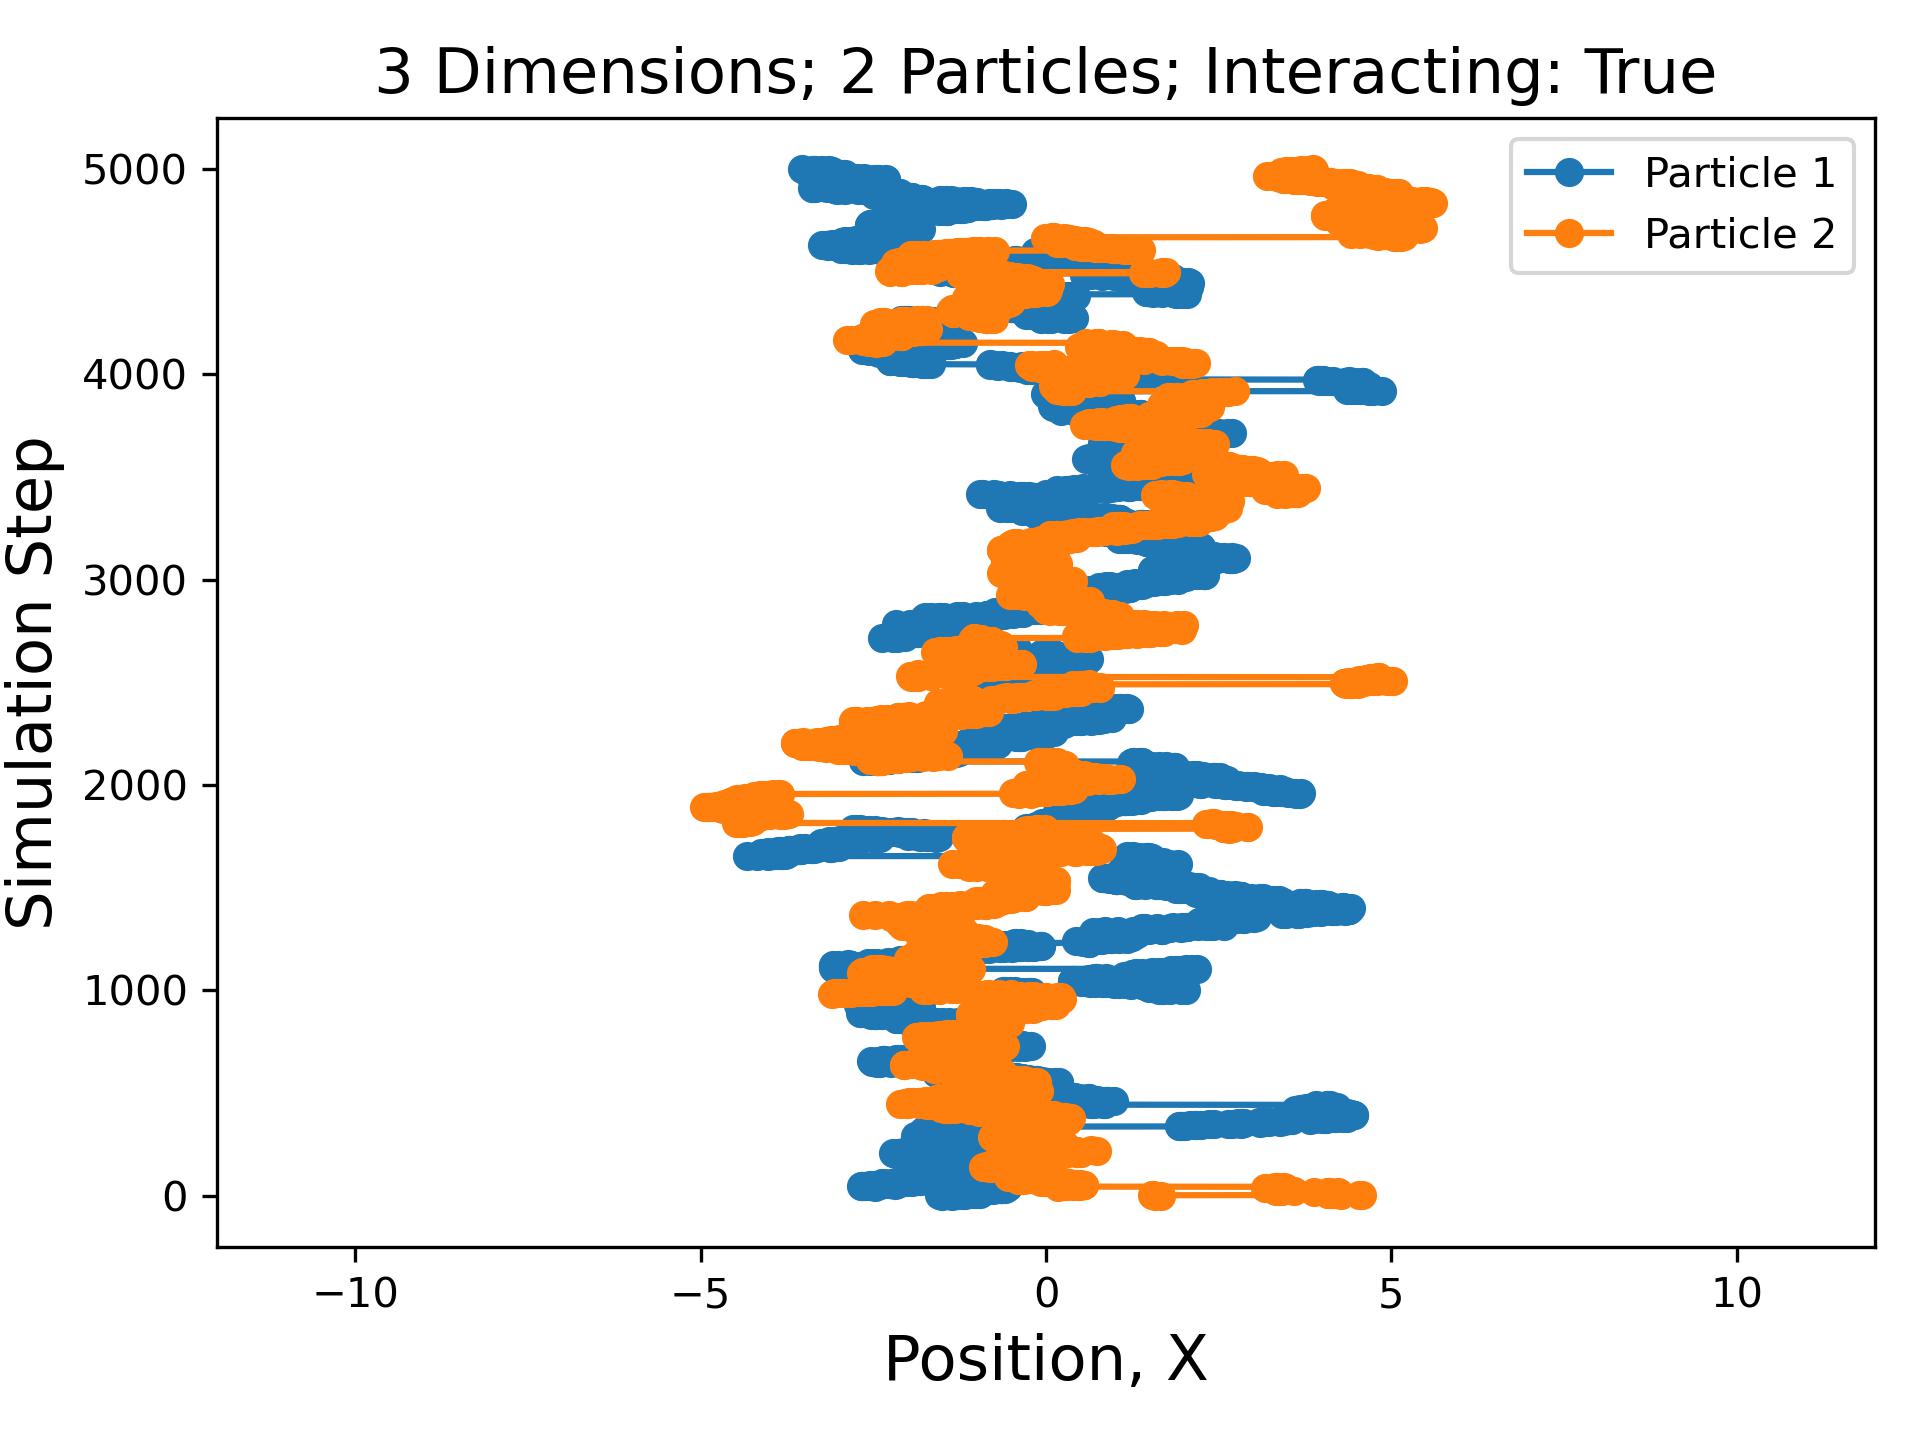 3 Dimensions; 2 Particles; Interacting: True
Particle 1
Particle 2
5000
4000
3000
2000
1000
0
Simulation Step
−10
−5
0
5
10
Position, X